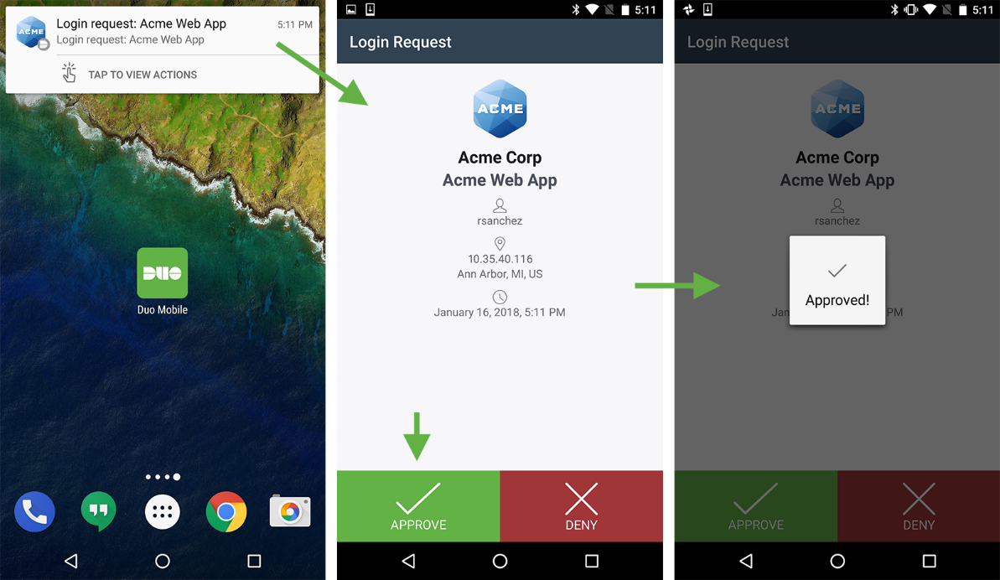 ACME
Login request: Acme Web App
5:11 PM
Login request: Acme Web App
TAP TO VIEW ACTIONS
DUO
Duo Mobile
5:11
Login Request
ACME
Acme Corp
Acme Web App
rsanchez
10.35.40.116
Ann Arbor, MI, US
January 16, 2018, 5:11 PM
APPROVE
DENY
5:11
Login Request
ACME
Acme Corp
Acme Web App
rsanchez
Approved!
Jan
PM
APPROVE
DENY